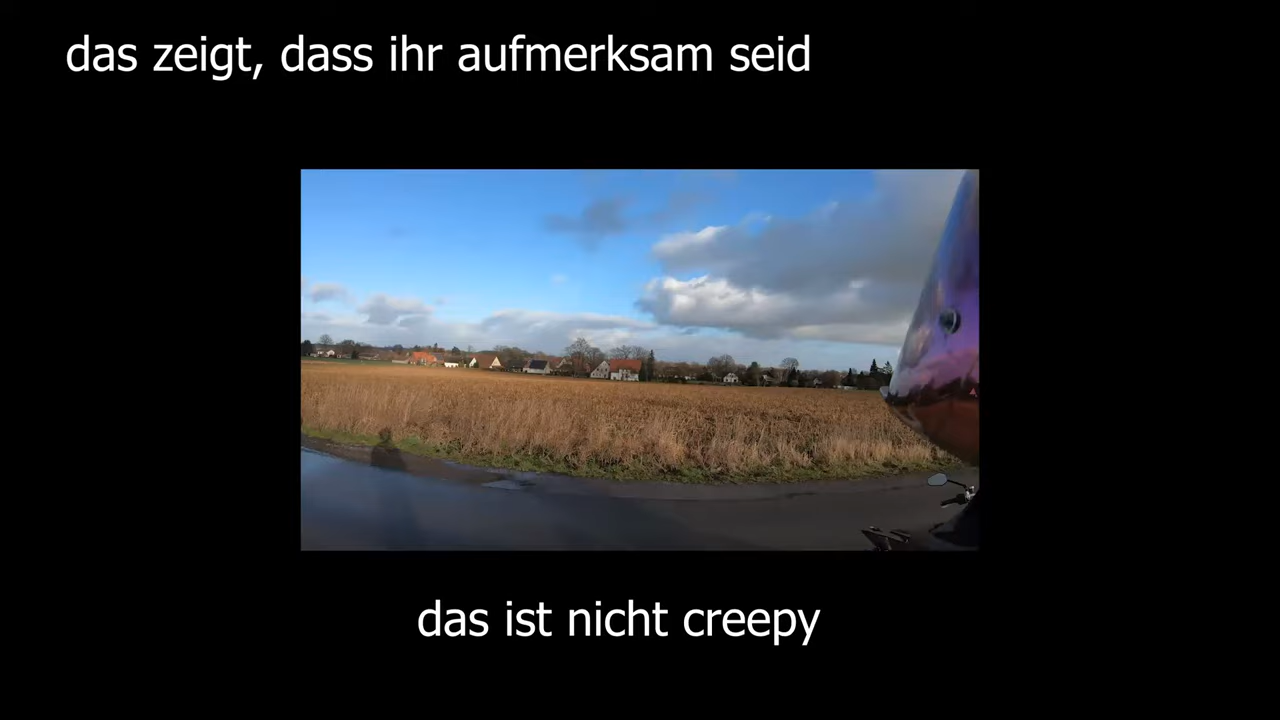 das zeigt, dass ihr aufmerksam seid
das ist nicht creepy